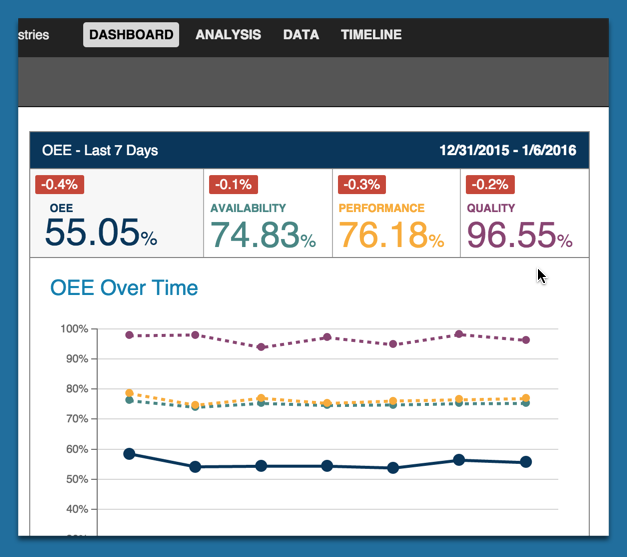 stries DASHBOARD ANALYSIS DATA TIMELINE
OEE - Last 7 Days 12/31/2015 - 1/6/2016
-0.4% -0.1% -0.3% -0.2%
OEE AVAILABILITY PERFORMANCE QUALITY
55.05% 74.83% 76.18% 96.55%
OEE Over Time
100%
90%
80%
70%
60%
50%
40%